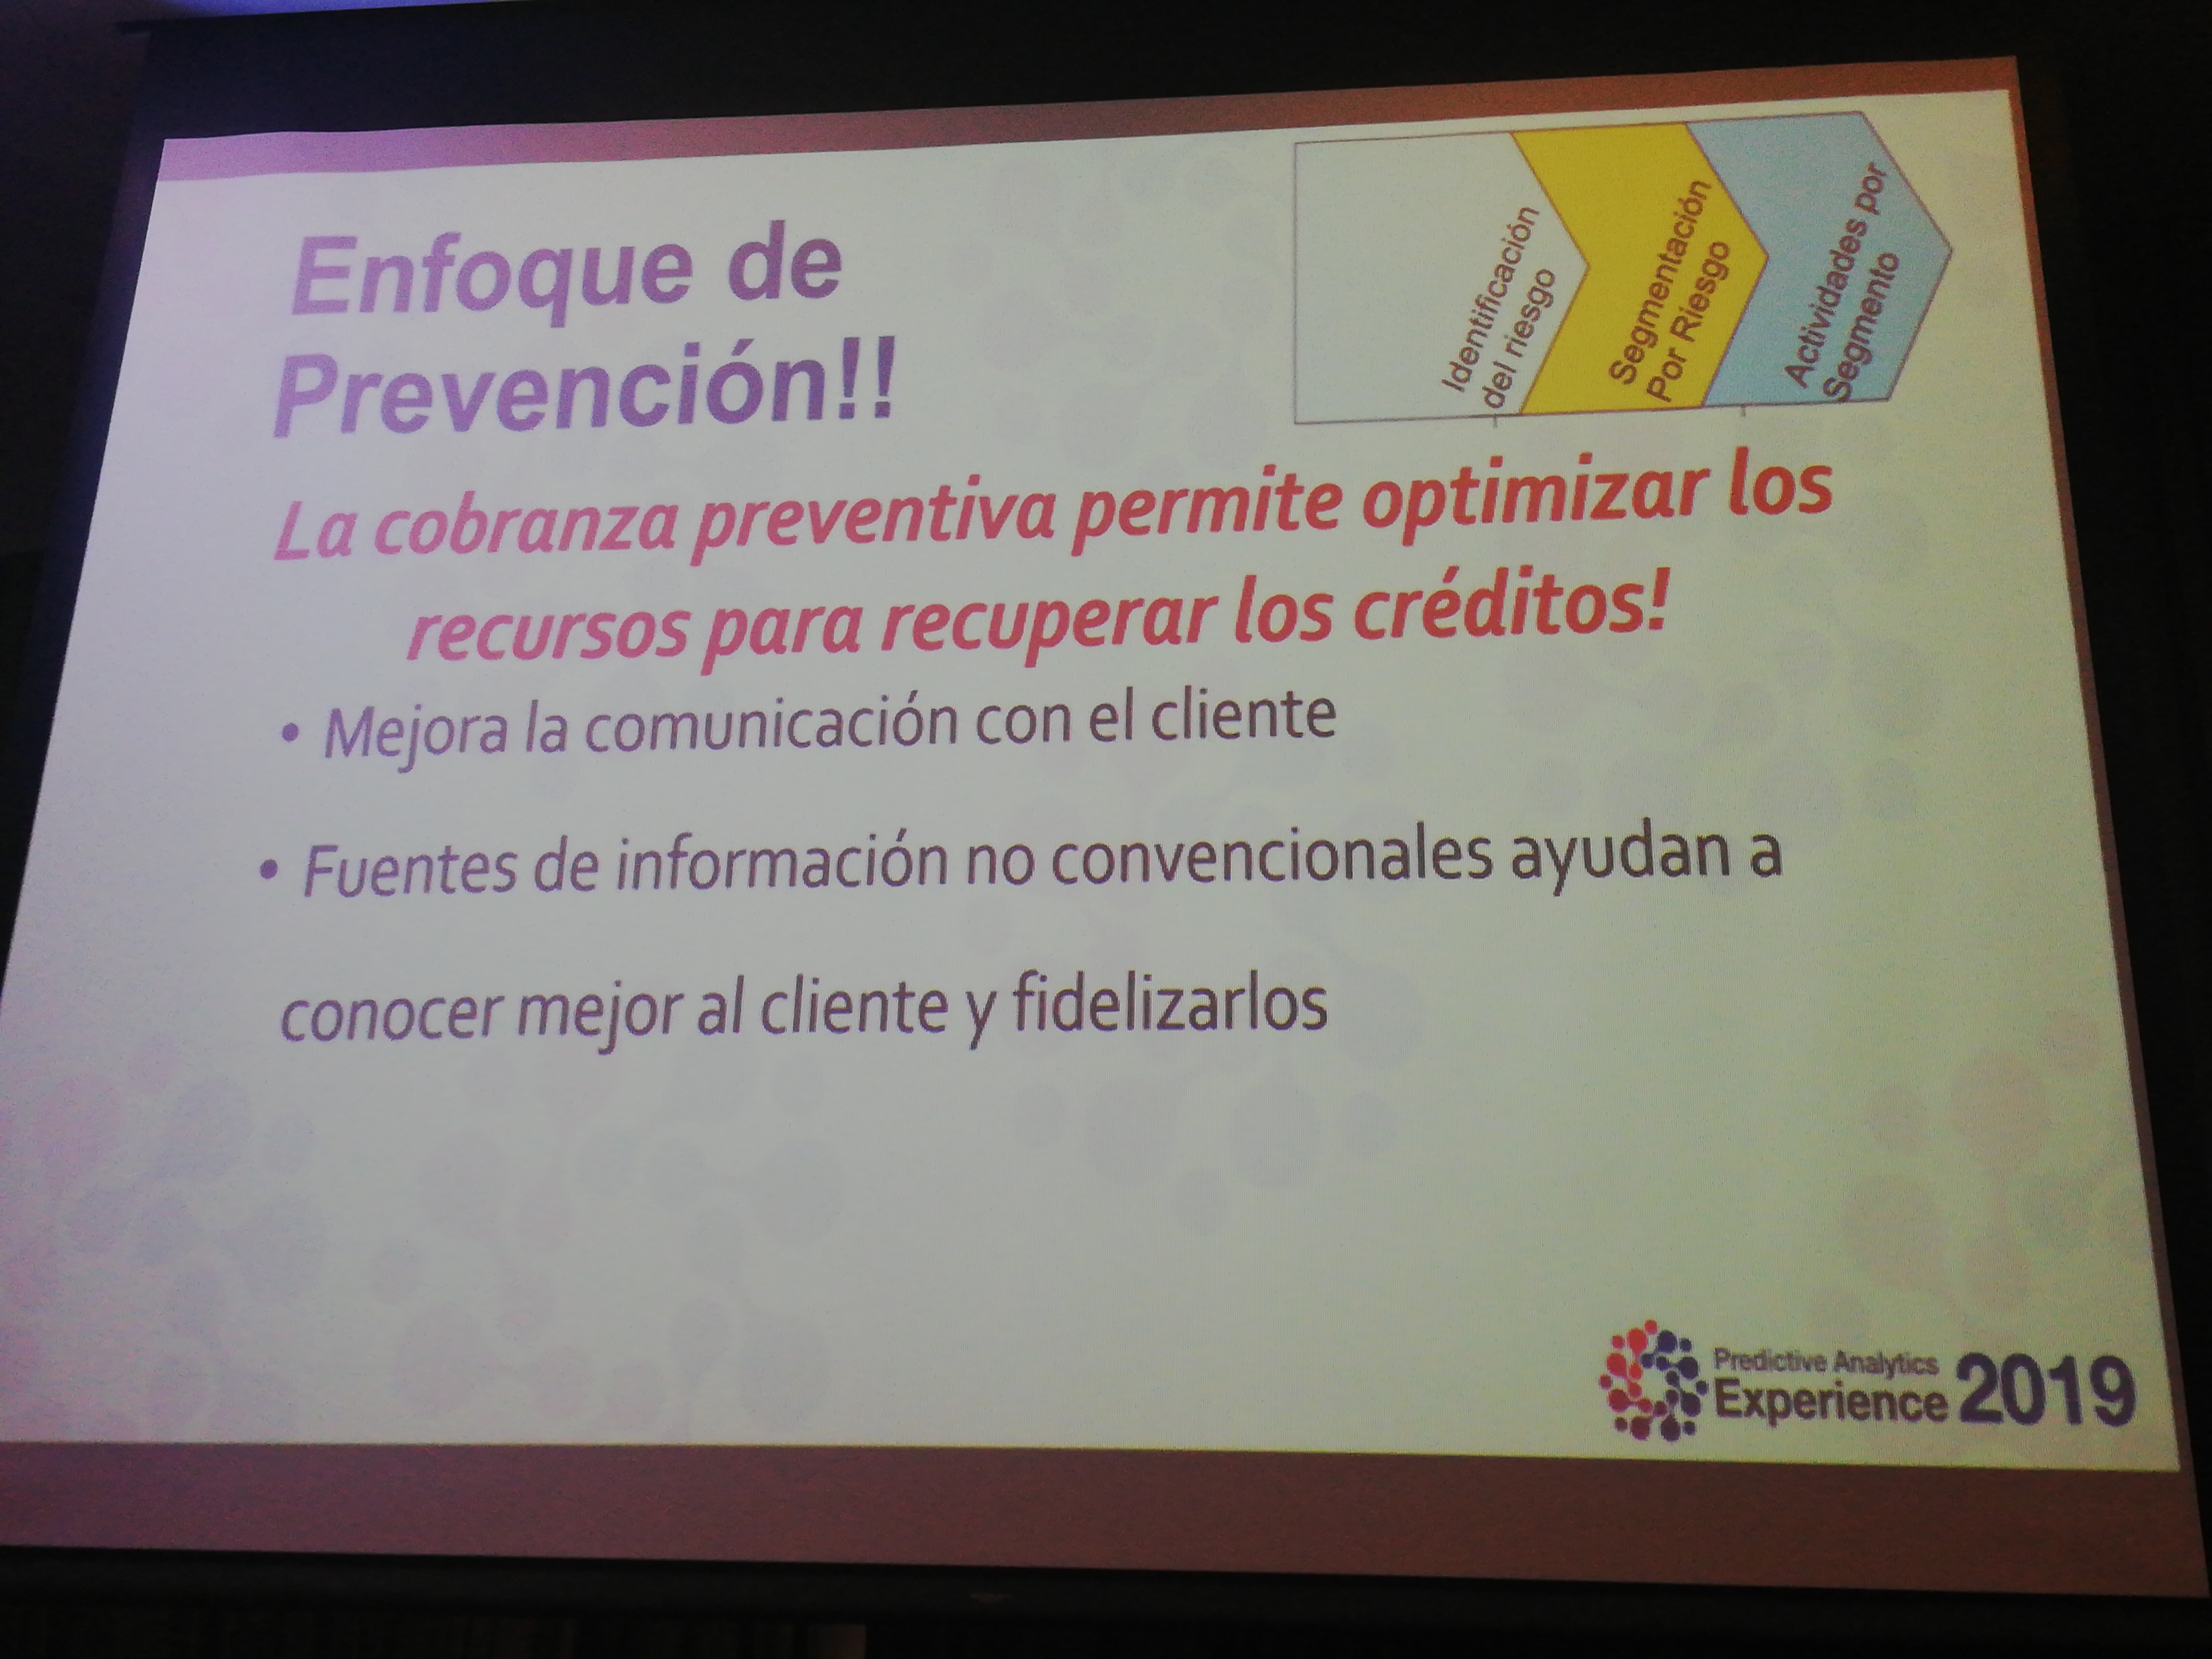 Enfoque de
Prevención!!
Identificación
del riesgo
Segmentación
Por Riesgo
Actividades por
Segmento
La cobranza preventiva permite optimizar los
recursos para recuperar los créditos!
• Mejora la comunicación con el cliente
• Fuentes de información no convencionales ayudan a
conocer mejor al cliente y fidelizarlos
Predictive Analytics
Experience 2019